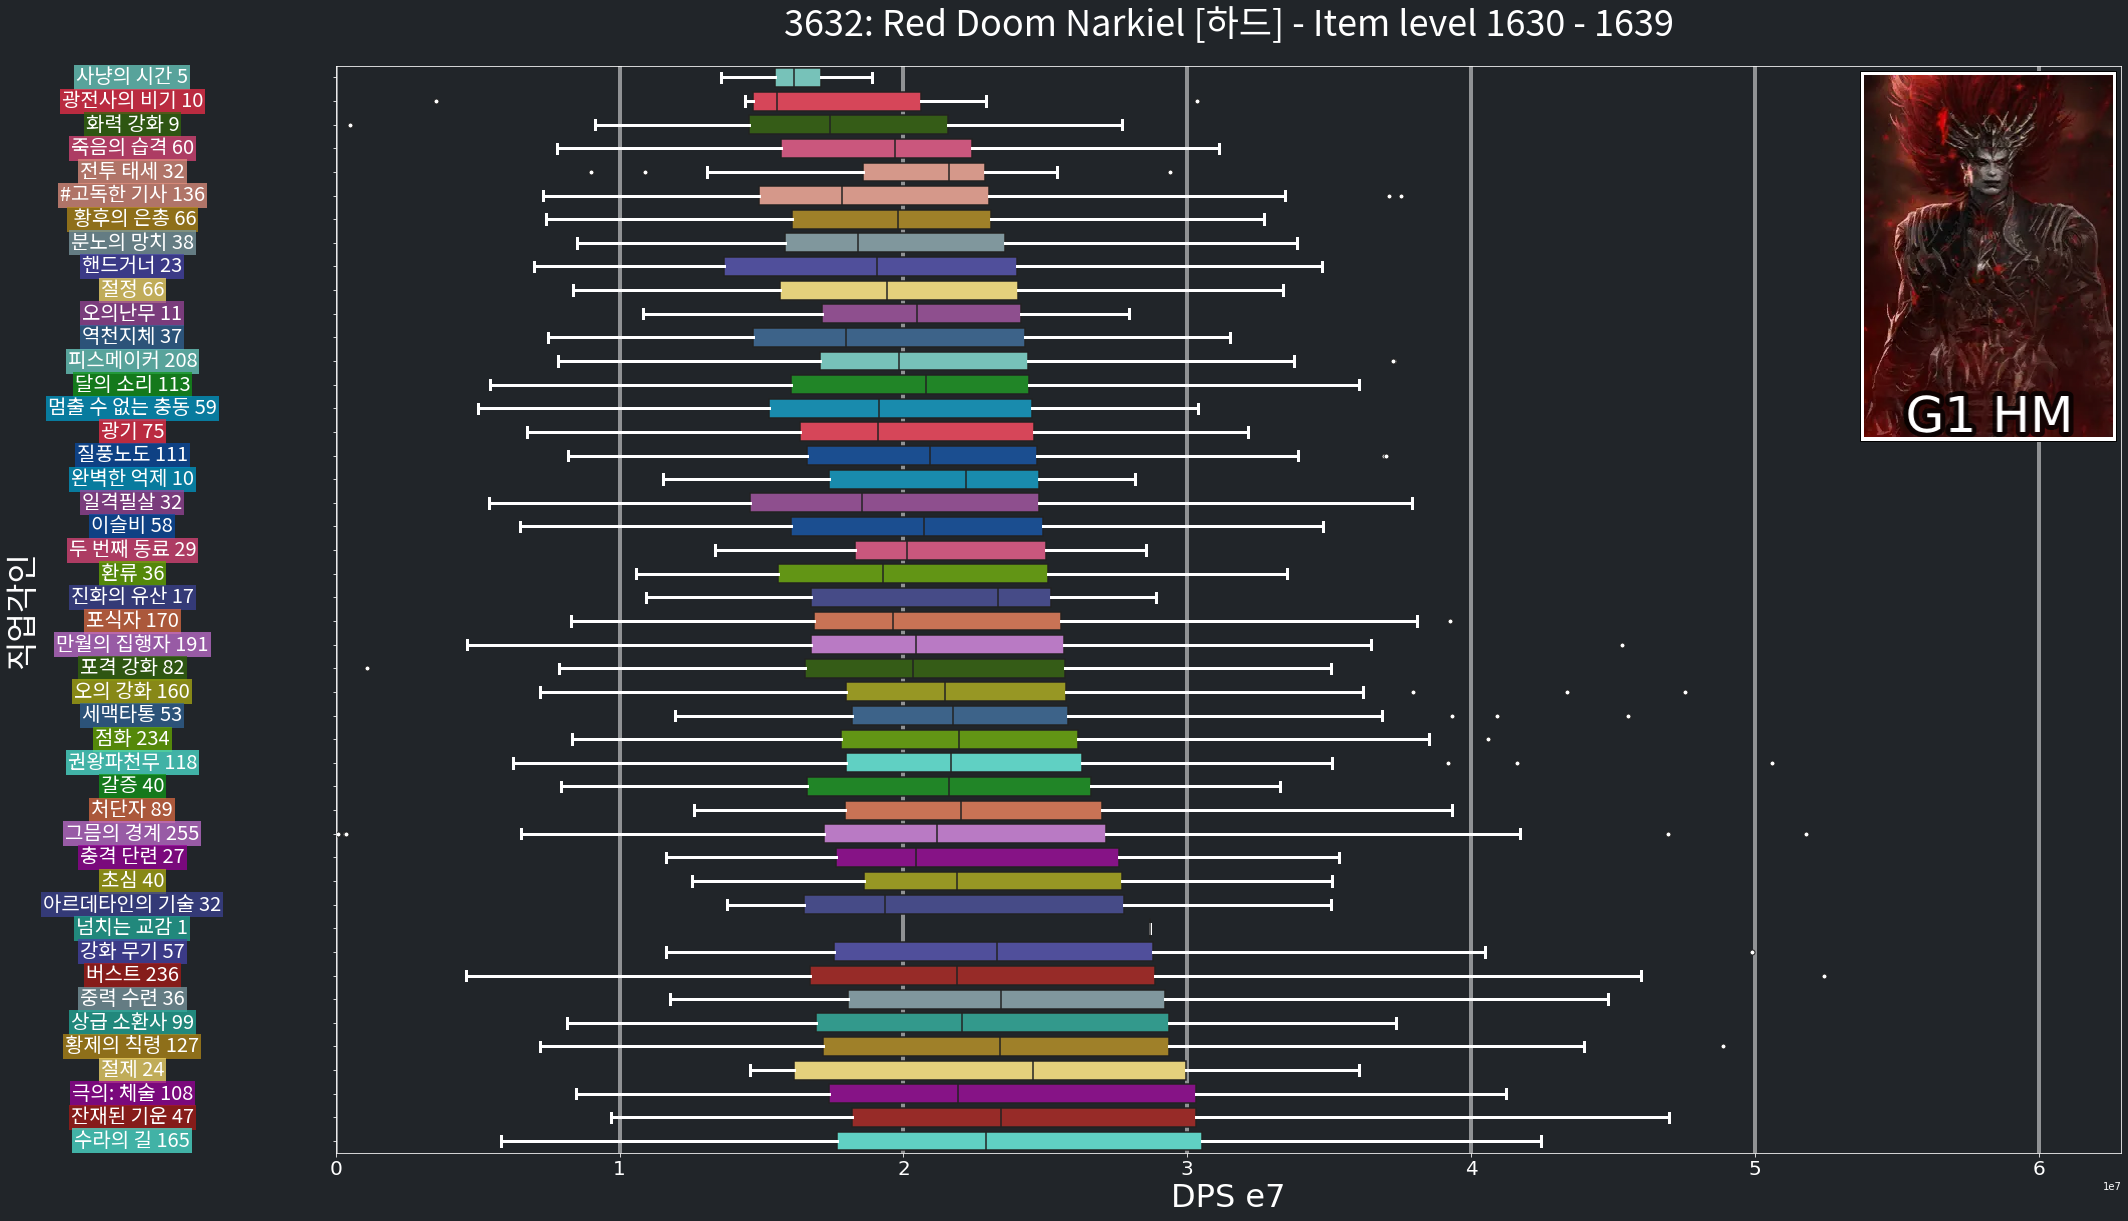 3632: Red Doom Narkiel [하드] - Item level 1630 - 1639
사냥의 시간 5
광전사의 비기 10
화력 강화 9
죽음의 습격 60
전투 태세 32
#고독한 기사 136
황후의 은총 66
분노의 망치 38
핸드거너 23
절정 66
오의난무 11
역천지체 37
피스메이커 208
달의 소리 113
멈출 수 없는 충동 59
광기 75
질풍노도 111
완벽한 억제 10
일격필살 32
이슬비 58
두 번째 동료 29
환류 36
진화의 유산 17
포식자 170
만월의 집행자 191
포격 강화 82
오의 강화 160
세맥타통 53
점화 234
권왕파천무 118
갈증 40
처단자 89
그믐의 경계 255
충격 단련 27
초심 40
아르데타인의 기술 32
넘치는 교감 1
강화 무기 57
버스트 236
중력 수련 36
상급 소환사 99
황제의 칙령 127
절제 24
극의: 체술 108
잔재된 기운 47
수라의 길 165
직업각인
G1 HM
0 1 2 3 4 5 6
1e7
DPS e7